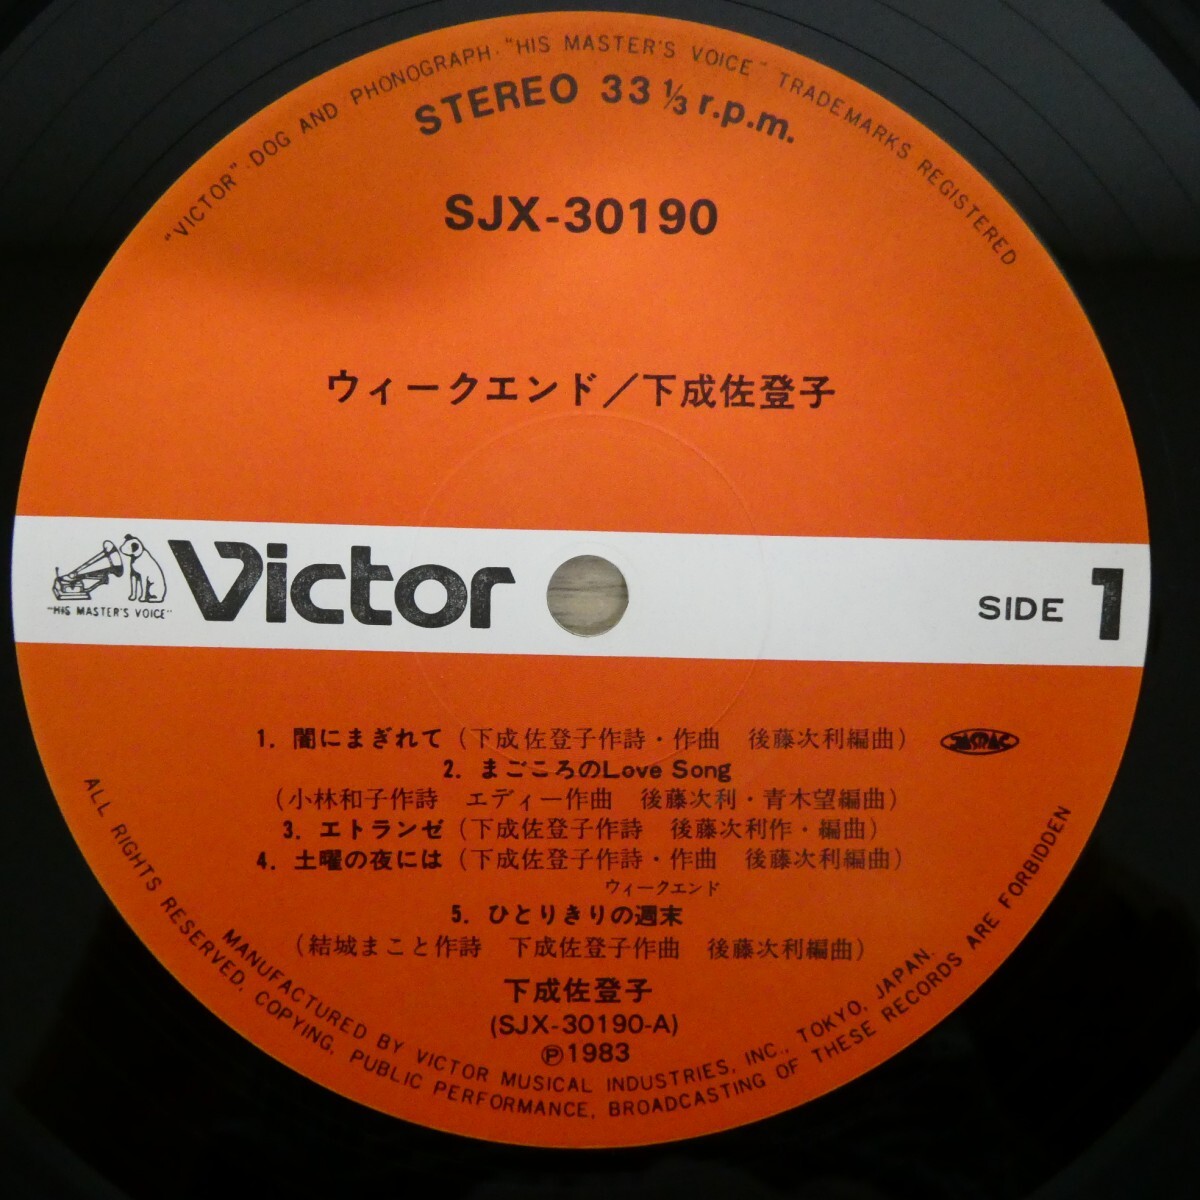 "VICTOR" · DOG AND PHONOGRAPH · "HIS MASTER'S VOICE" TRADEMARKS REGISTERED
STEREO 33 1/3 r.p.m.
SJX-30190
ウィークエンド/下成佐登子
"HIS MASTER'S VOICE"
Victor
SIDE 1
1. 闇にまぎれて (下成佐登子作詩・作曲 後藤次利編曲)
JASRAC
2. まごころのLove Song
(小林和子作詩 エディー作曲 後藤次利・青木望編曲)
3. エトランゼ (下成佐登子作詩 後藤次利作・編曲)
4. 土曜の夜には (下成佐登子作詩・作曲 後藤次利編曲)
ウィークエンド
5. ひとりきりの週末
(結城まこと作詩 下成佐登子作曲 後藤次利編曲)
下成佐登子
(SJX-30190-A)
Ⓟ1983
MANUFACTURED BY VICTOR MUSICAL INDUSTRIES, INC., TOKYO, JAPAN.
ALL RIGHTS RESERVED, COPYING, PUBLIC PERFORMANCE, BROADCASTING OF THESE RECORDS ARE FORBIDDEN